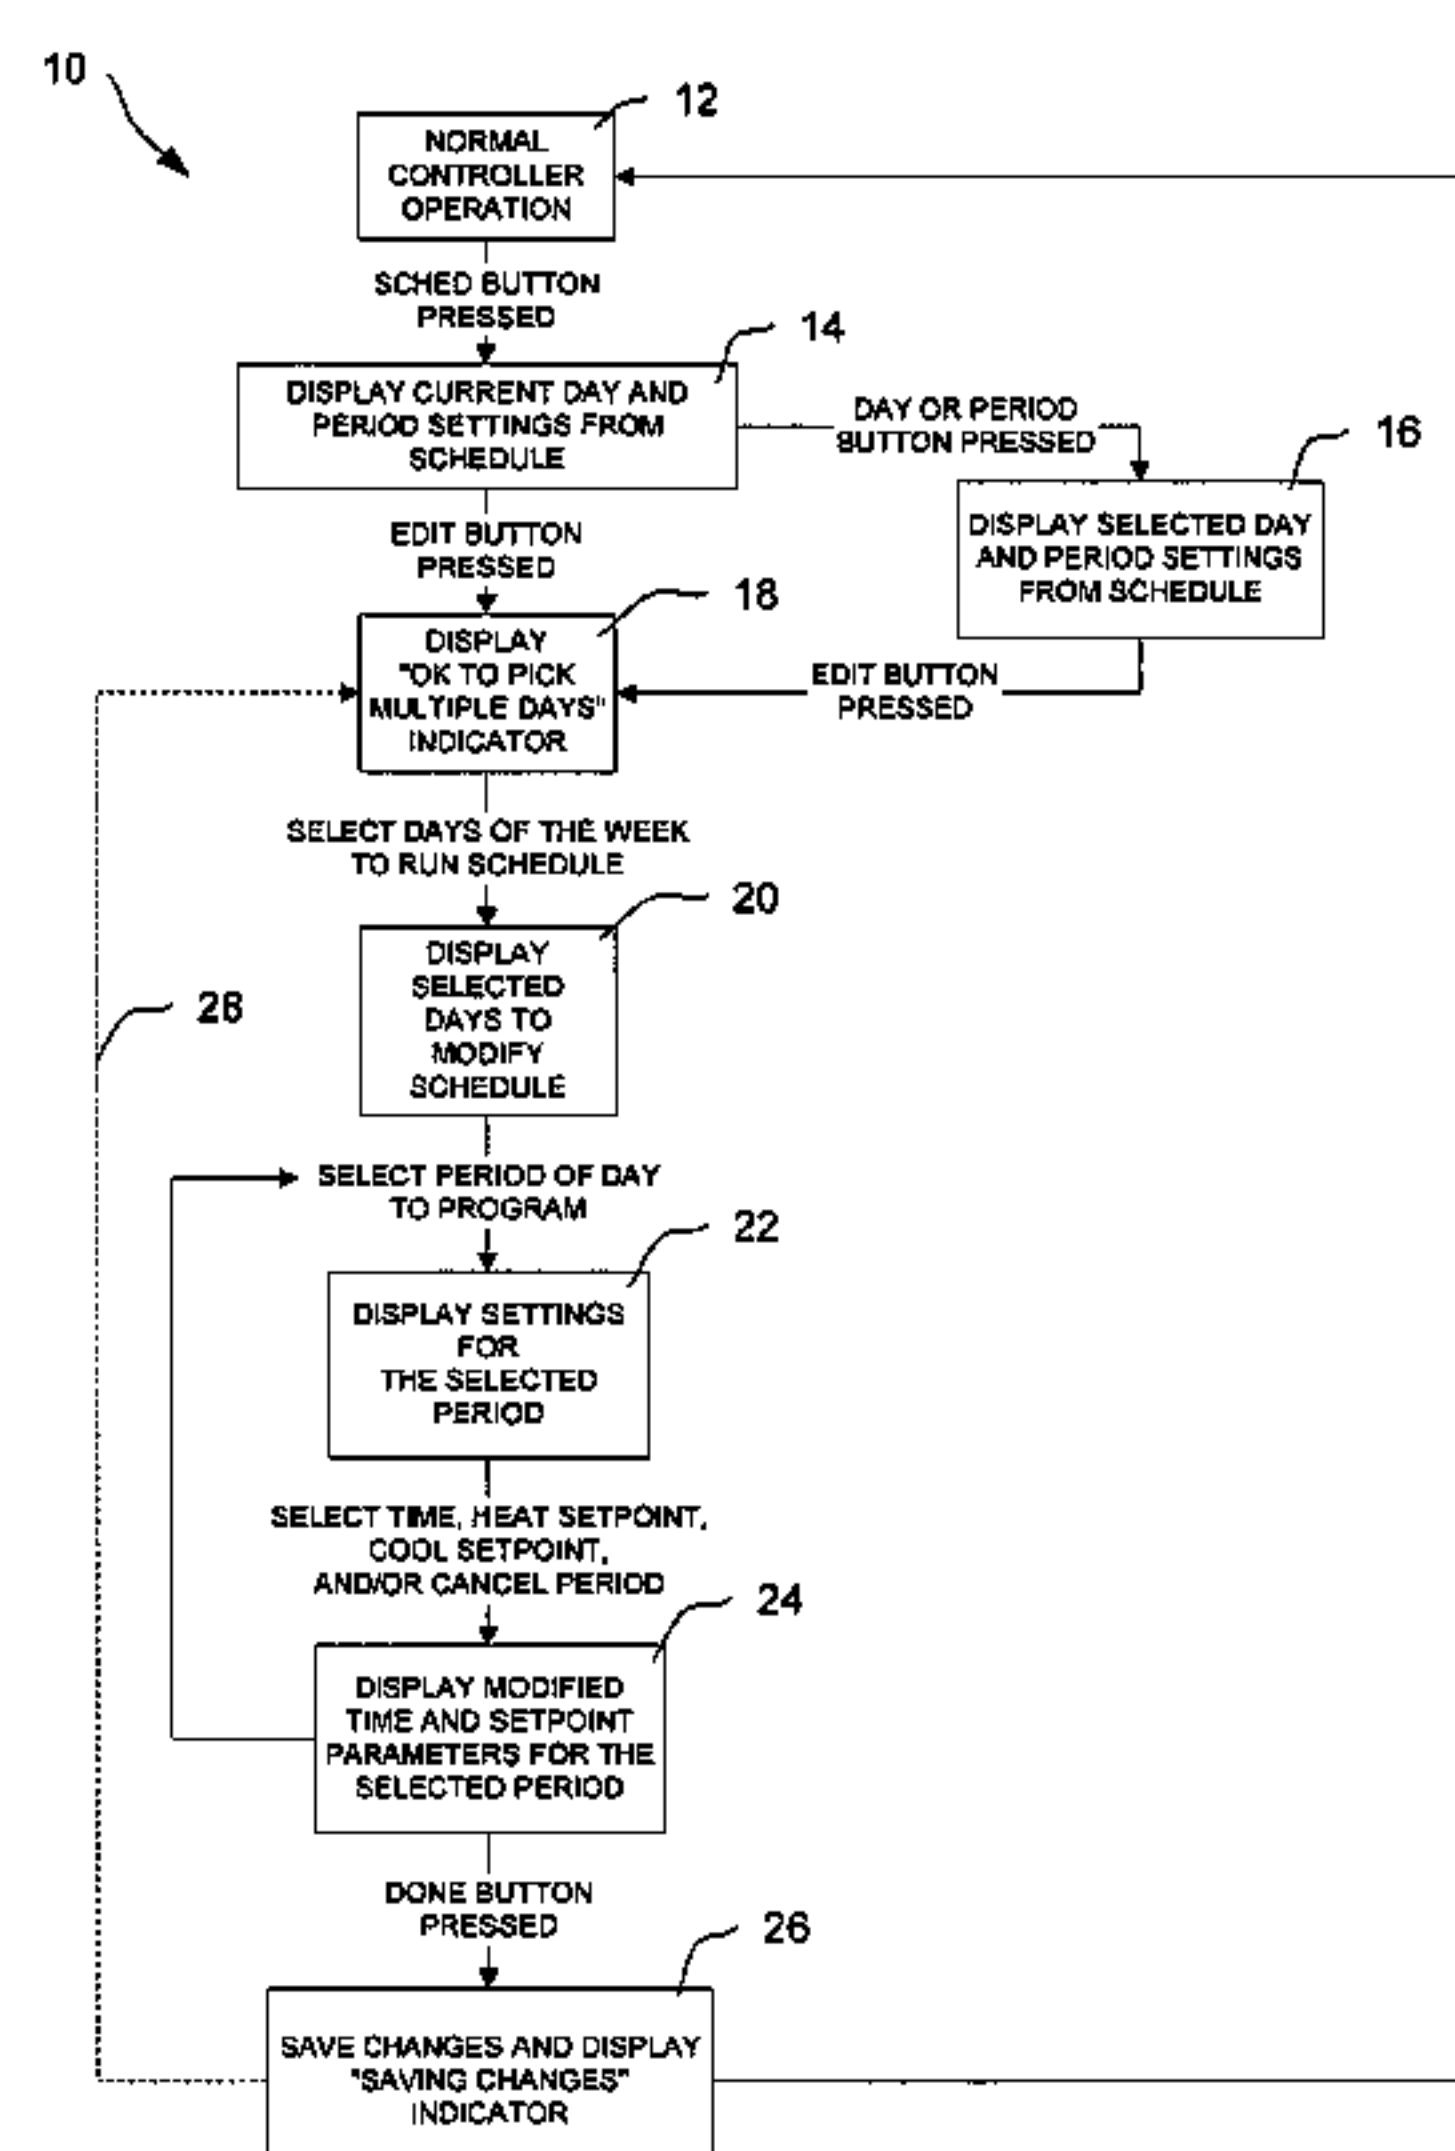 10
12
NORMAL
CONTROLLER
OPERATION
SCHED BUTTON
PRESSED
14
DISPLAY CURRENT DAY AND
PERIOD SETTINGS FROM
SCHEDULE
DAY OR PERIOD
BUTTON PRESSED
16
DISPLAY SELECTED DAY
AND PERIOD SETTINGS
FROM SCHEDULE
EDIT BUTTON
PRESSED
18
DISPLAY
"OK TO PICK
MULTIPLE DAYS"
INDICATOR
EDIT BUTTON
PRESSED
SELECT DAYS OF THE WEEK
TO RUN SCHEDULE
20
DISPLAY
SELECTED
DAYS TO
MODIFY
SCHEDULE
28
SELECT PERIOD OF DAY
TO PROGRAM
22
DISPLAY SETTINGS
FOR
THE SELECTED
PERIOD
SELECT TIME, HEAT SETPOINT,
COOL SETPOINT,
AND/OR CANCEL PERIOD
24
DISPLAY MODIFIED
TIME AND SETPOINT
PARAMETERS FOR THE
SELECTED PERIOD
DONE BUTTON
PRESSED
26
SAVE CHANGES AND DISPLAY
"SAVING CHANGES"
INDICATOR